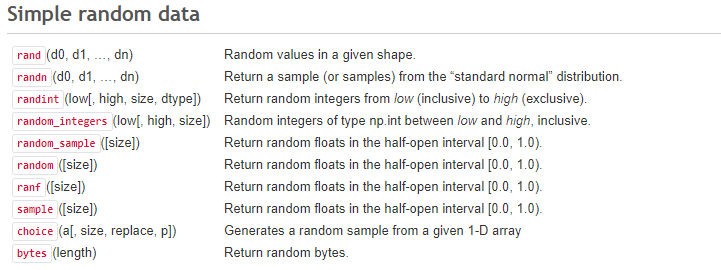 Simple random data
rand (d0, d1, …, dn) Random values in a given shape.
randn (d0, d1, …, dn) Return a sample (or samples) from the “standard normal” distribution.
randint (low[, high, size, dtype]) Return random integers from low (inclusive) to high (exclusive).
random_integers (low[, high, size]) Random integers of type np.int between low and high, inclusive.
random_sample ([size]) Return random floats in the half-open interval [0.0, 1.0).
random ([size]) Return random floats in the half-open interval [0.0, 1.0).
ranf ([size]) Return random floats in the half-open interval [0.0, 1.0).
sample ([size]) Return random floats in the half-open interval [0.0, 1.0).
choice (a[, size, replace, p]) Generates a random sample from a given 1-D array
bytes (length) Return random bytes.